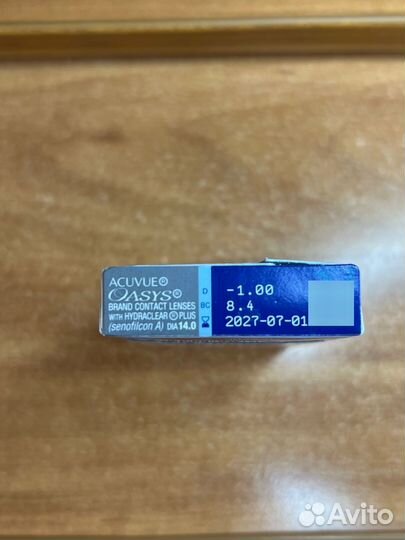 ACUVUE®
OASYS®
BRAND CONTACT LENSES
WITH HYDRACLEAR® PLUS
(senofilcon A) DIA 14.0
D -1.00
BC 8.4
2027-07-01
Avito